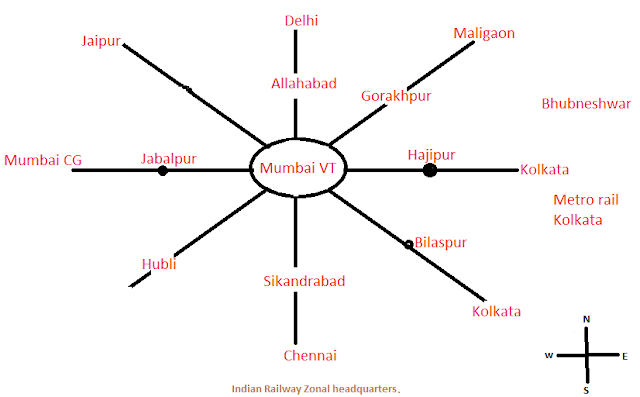 Delhi
Jaipur
Maligaon
Allahabad
Gorakhpur
Bhubneshwar
Mumbai CG
Jabalpur
Mumbai VT
Hajipur
Kolkata
Metro rail
Kolkata
Bilaspur
Hubli
Sikandrabad
Kolkata
Chennai
N
W
E
S
Indian Railway Zonal headquarters.